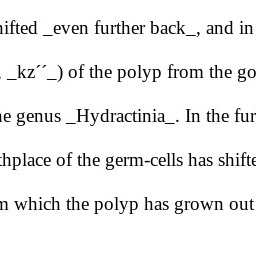 hifted _even further back_, and in
_kz´´_) of the polyp from the go
genus _Hydractinia_. In the fur
thplace of the germ-cells has shifte
which the polyp has grown out